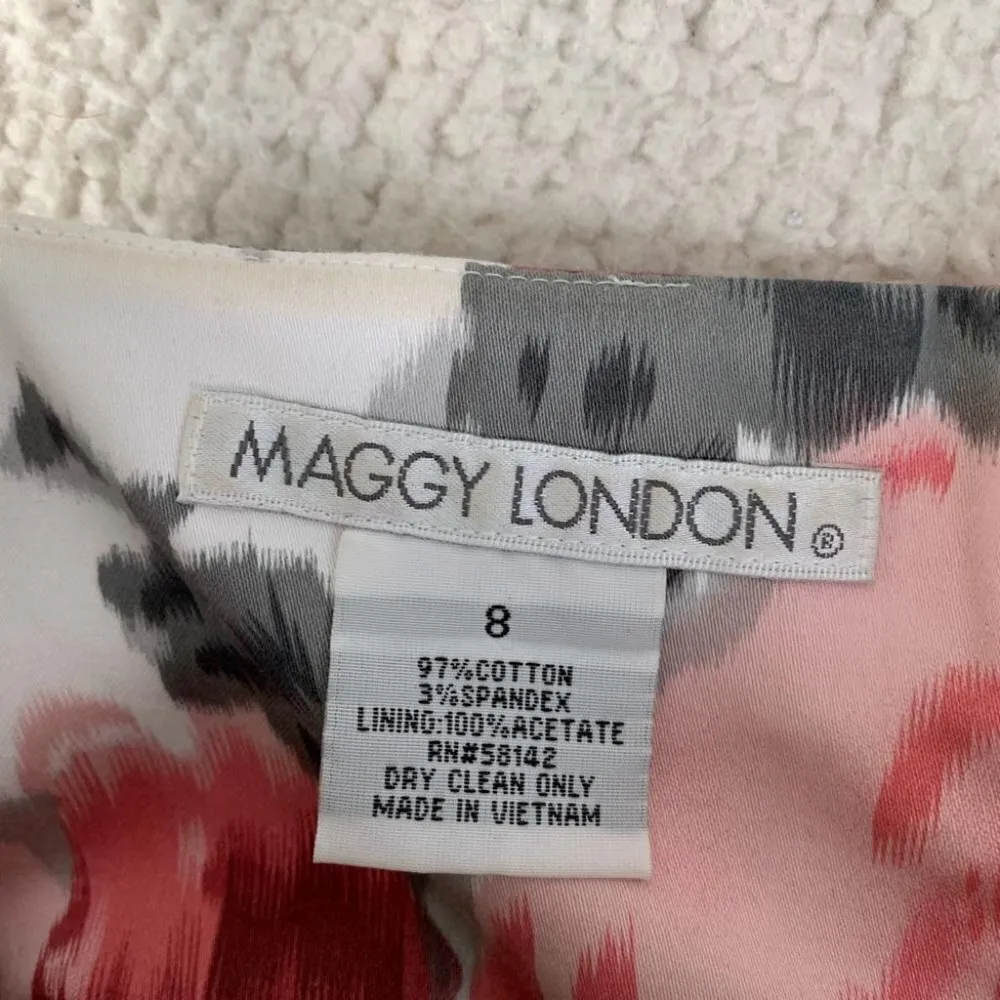 MAGGY LONDON ®
8
97%COTTON
3%SPANDEX
LINING:100%ACETATE
RN#58142
DRY CLEAN ONLY
MADE IN VIETNAM